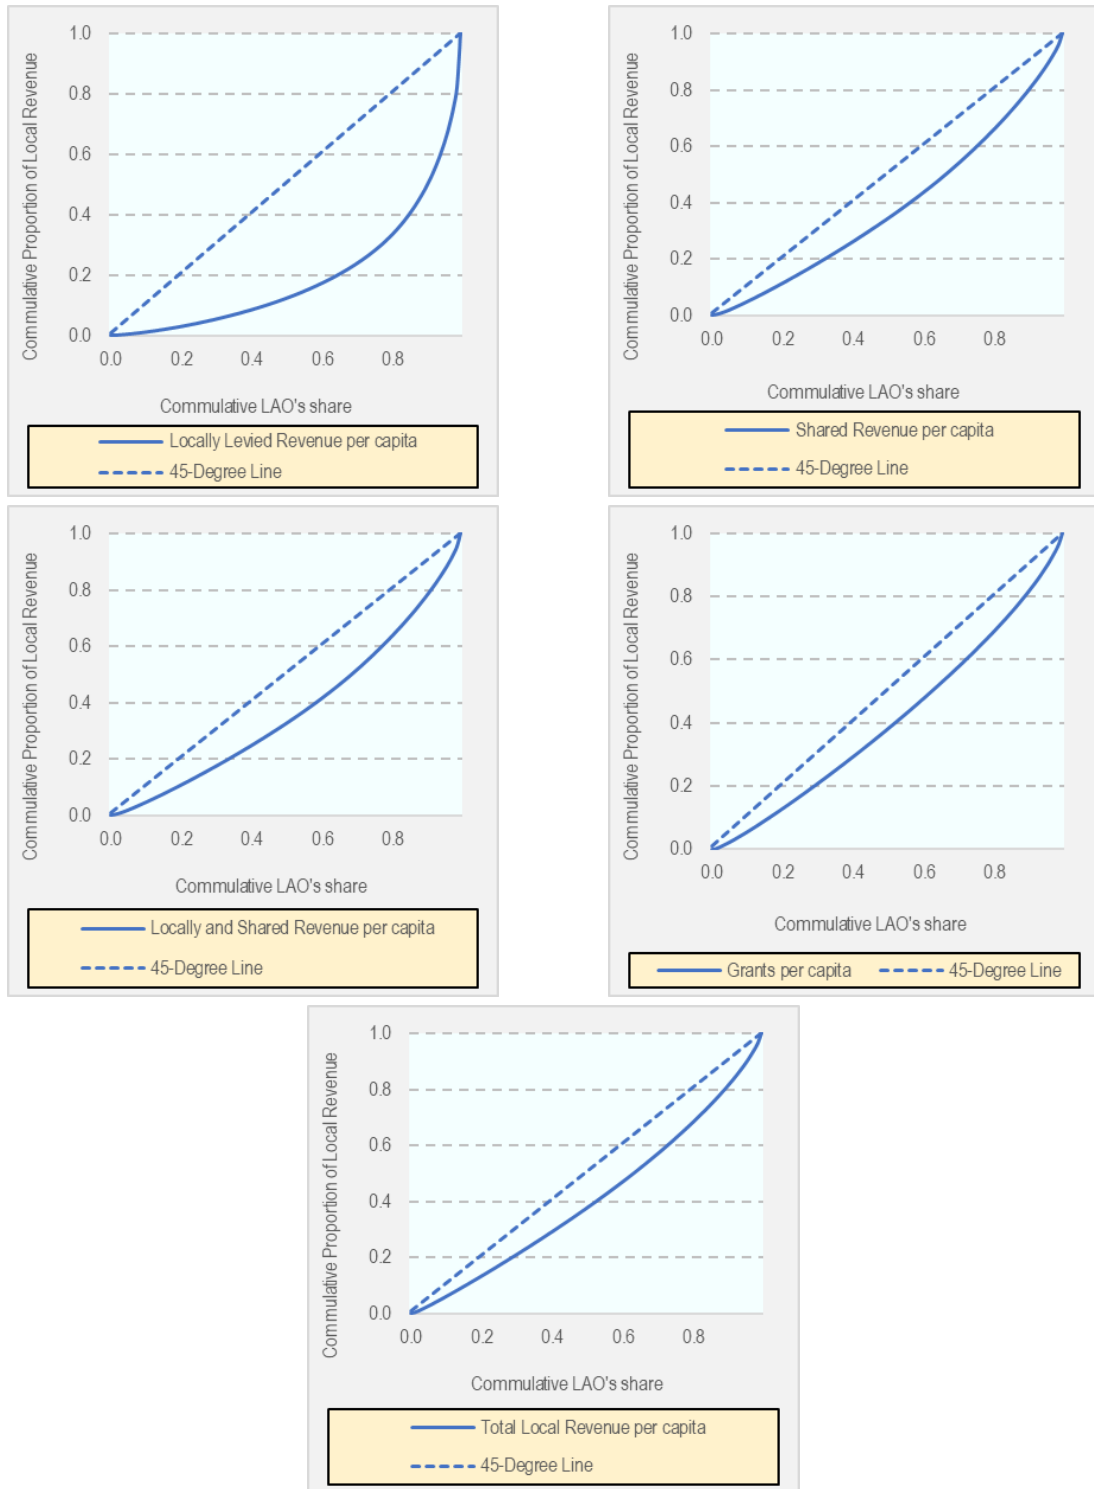 Commulative Proportion of Local Revenue
1.0
0.8
0.6
0.4
0.2
0.0
0.0 0.2 0.4 0.6 0.8
Commulative LAO's share
Locally Levied Revenue per capita
45-Degree Line
Commulative Proportion of Local Revenue
1.0
0.8
0.6
0.4
0.2
0.0
0.0 0.2 0.4 0.6 0.8
Commulative LAO's share
Shared Revenue per capita
45-Degree Line
Commulative Proportion of Local Revenue
1.0
0.8
0.6
0.4
0.2
0.0
0.0 0.2 0.4 0.6 0.8
Commulative LAO's share
Locally and Shared Revenue per capita
45-Degree Line
Commulative Proportion of Local Revenue
1.0
0.8
0.6
0.4
0.2
0.0
0.0 0.2 0.4 0.6 0.8
Commulative LAO's share
Grants per capita 45-Degree Line
Commulative Proportion of Local Revenue
1.0
0.8
0.6
0.4
0.2
0.0
0.0 0.2 0.4 0.6 0.8
Commulative LAO's share
Total Local Revenue per capita
45-Degree Line